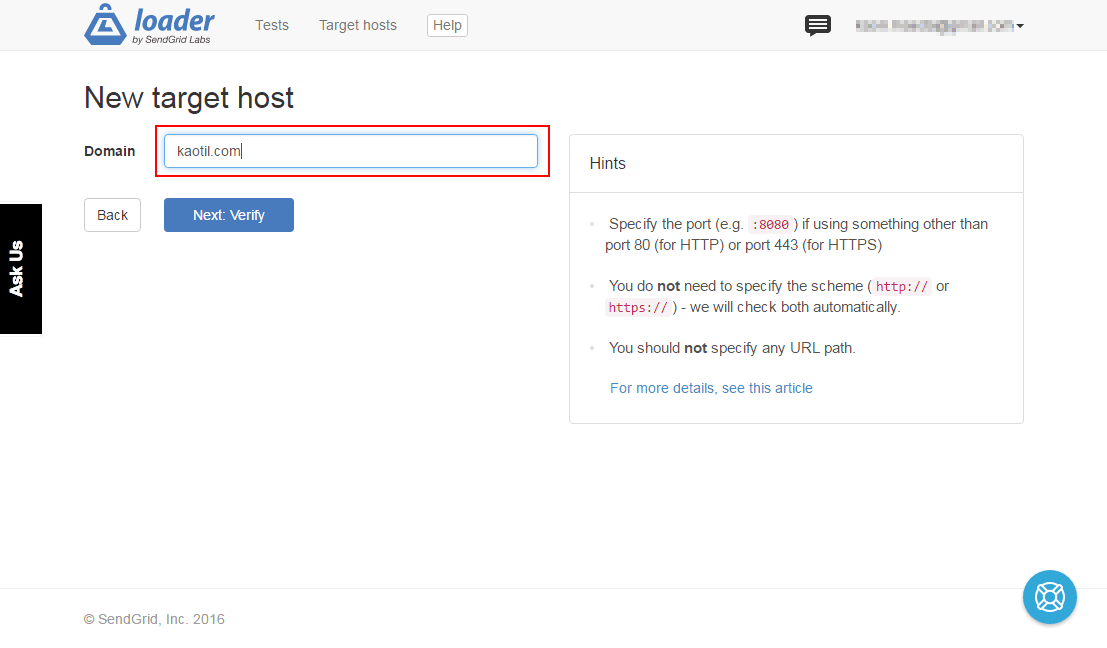 loader
by SendGrid Labs
Tests
Target hosts
Help
New target host
Domain
kaotil.com
Back
Next: Verify
Ask Us
Hints
Specify the port (e.g. :8080 ) if using something other than
port 80 (for HTTP) or port 443 (for HTTPS)
You do not need to specify the scheme ( http:// or
https:// ) - we will check both automatically.
You should not specify any URL path.
For more details, see this article
© SendGrid, Inc. 2016